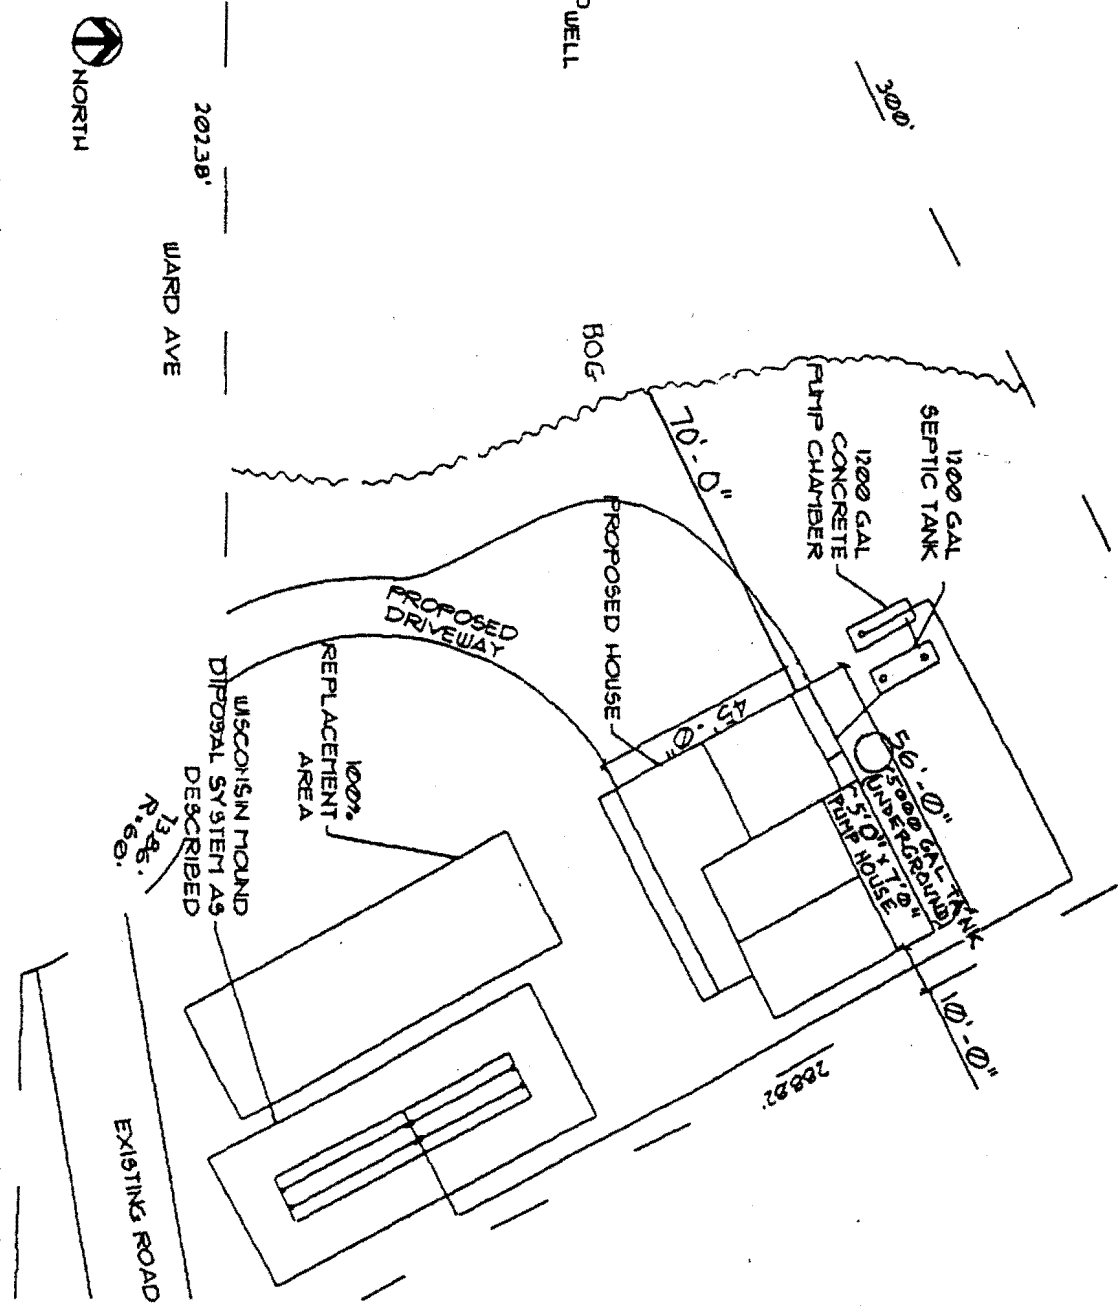 WELL
300'
NORTH
202.38'
WARD AVE
BOG
70'-0"
1200 GAL
SEPTIC TANK
1200 GAL
CONCRETE
PUMP CHAMBER
PROPOSED HOUSE
PROPOSED
DRIVEWAY
45'-0"
56'-0"
5000 GAL TANK
(UNDERGROUND)
5'0" x 7'0"
PUMP HOUSE
10'-0"
288.82'
100%
REPLACEMENT
AREA
WISCONSIN MOUND
DIPOSAL SYSTEM AS
DESCRIBED
EXISTING ROAD